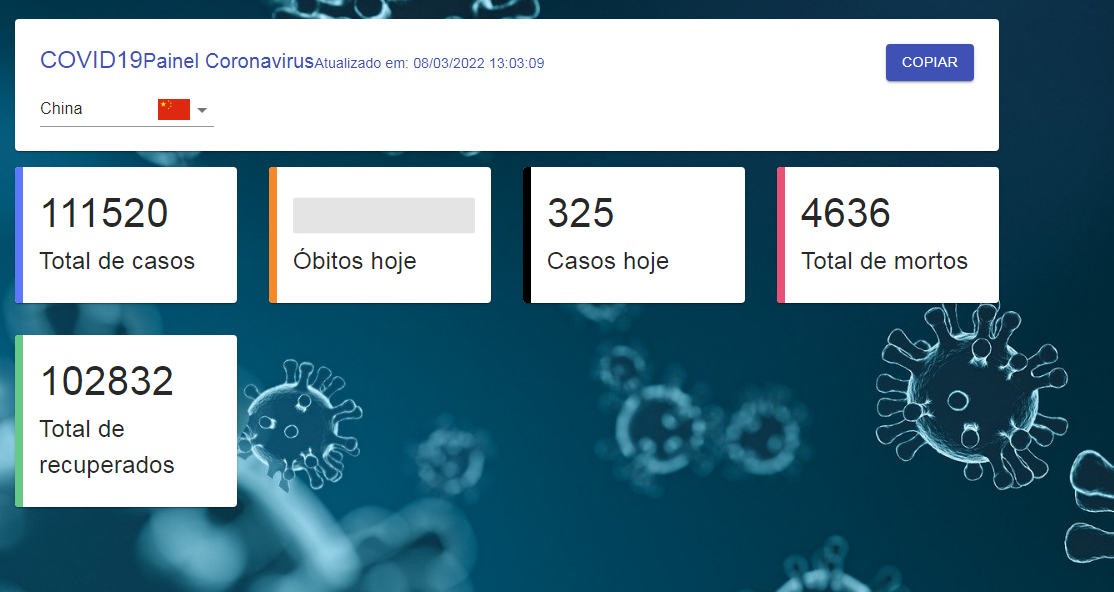 COVID19Painel CoronavirusAtualizado em: 08/03/2022 13:03:09
COPIAR
China
111520
Total de casos
Óbitos hoje
325
Casos hoje
4636
Total de mortos
102832
Total de
recuperados